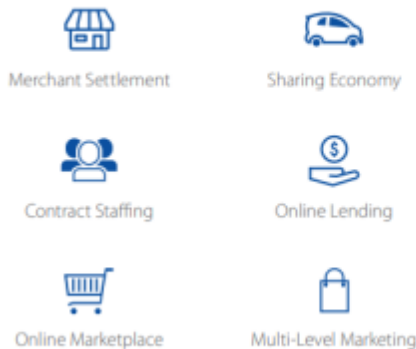 Merchant Settlement
Sharing Economy
Contract Staffing
Online Lending
$
Online Marketplace
Multi-Level Marketing